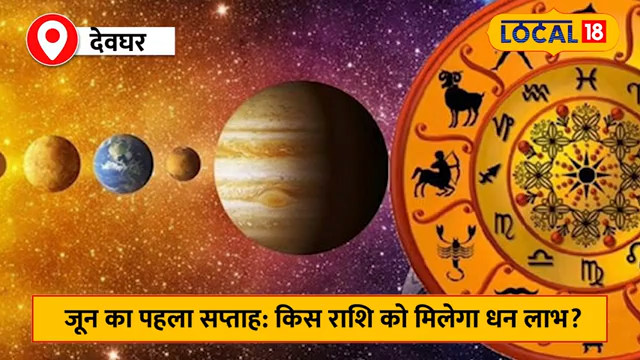 देवघर
LOCAL 18
जून का पहला सप्ताह: किस राशि को मिलेगा धन लाभ?